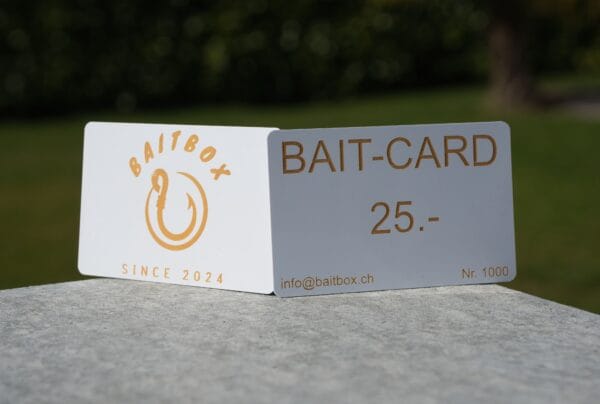 BAITBOX
SINCE 2024
BAIT-CARD
25.-
info@baitbox.ch Nr. 1000